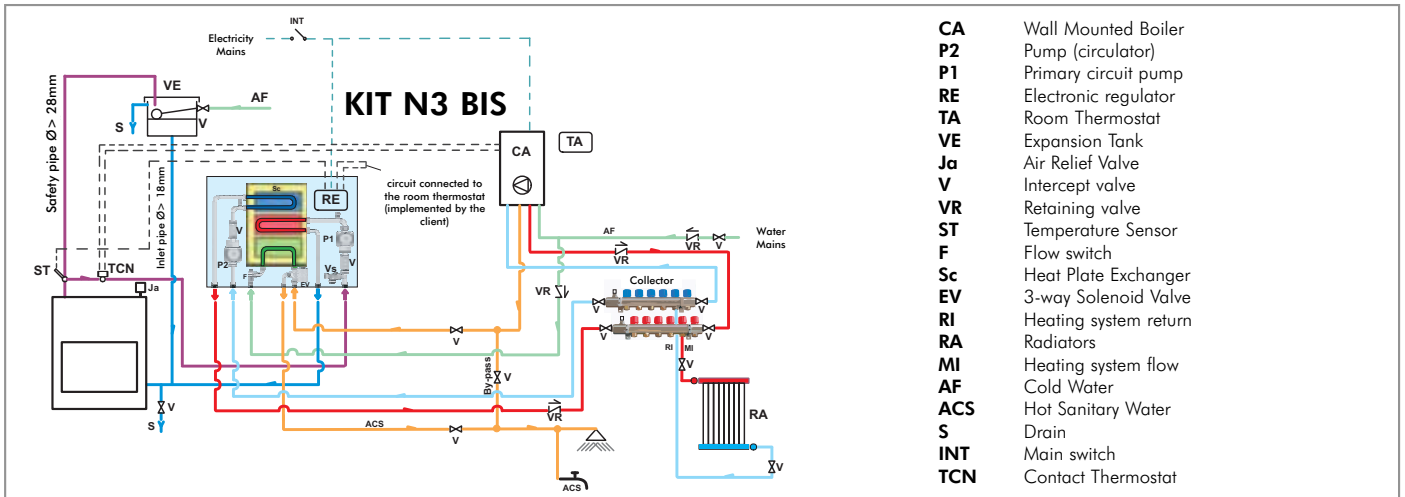 INT
Electricity
Mains
VE
AF
V
S
KIT N3 BIS
Safety pipe Ø> 28mm
Inlet pipe Ø> 18mm
CA
TA
Sc
RE
circuit connected to
the room thermostat
(implemented by the
client)
V
P1
P2
V
Vs
F
EV
ST
TCN
Ja
AF
VR
V
Water
Mains
VR
VR
Collector
V
V
V
V
RI
MI
V
V
By-pass
V
VR
RA
V
S
V
ACS
V
V
ACS
CA Wall Mounted Boiler
P2 Pump (circulator)
P1 Primary circuit pump
RE Electronic regulator
TA Room Thermostat
VE Expansion Tank
Ja Air Relief Valve
V Intercept valve
VR Retaining valve
ST Temperature Sensor
F Flow switch
Sc Heat Plate Exchanger
EV 3-way Solenoid Valve
RI Heating system return
RA Radiators
MI Heating system flow
AF Cold Water
ACS Hot Sanitary Water
S Drain
INT Main switch
TCN Contact Thermostat